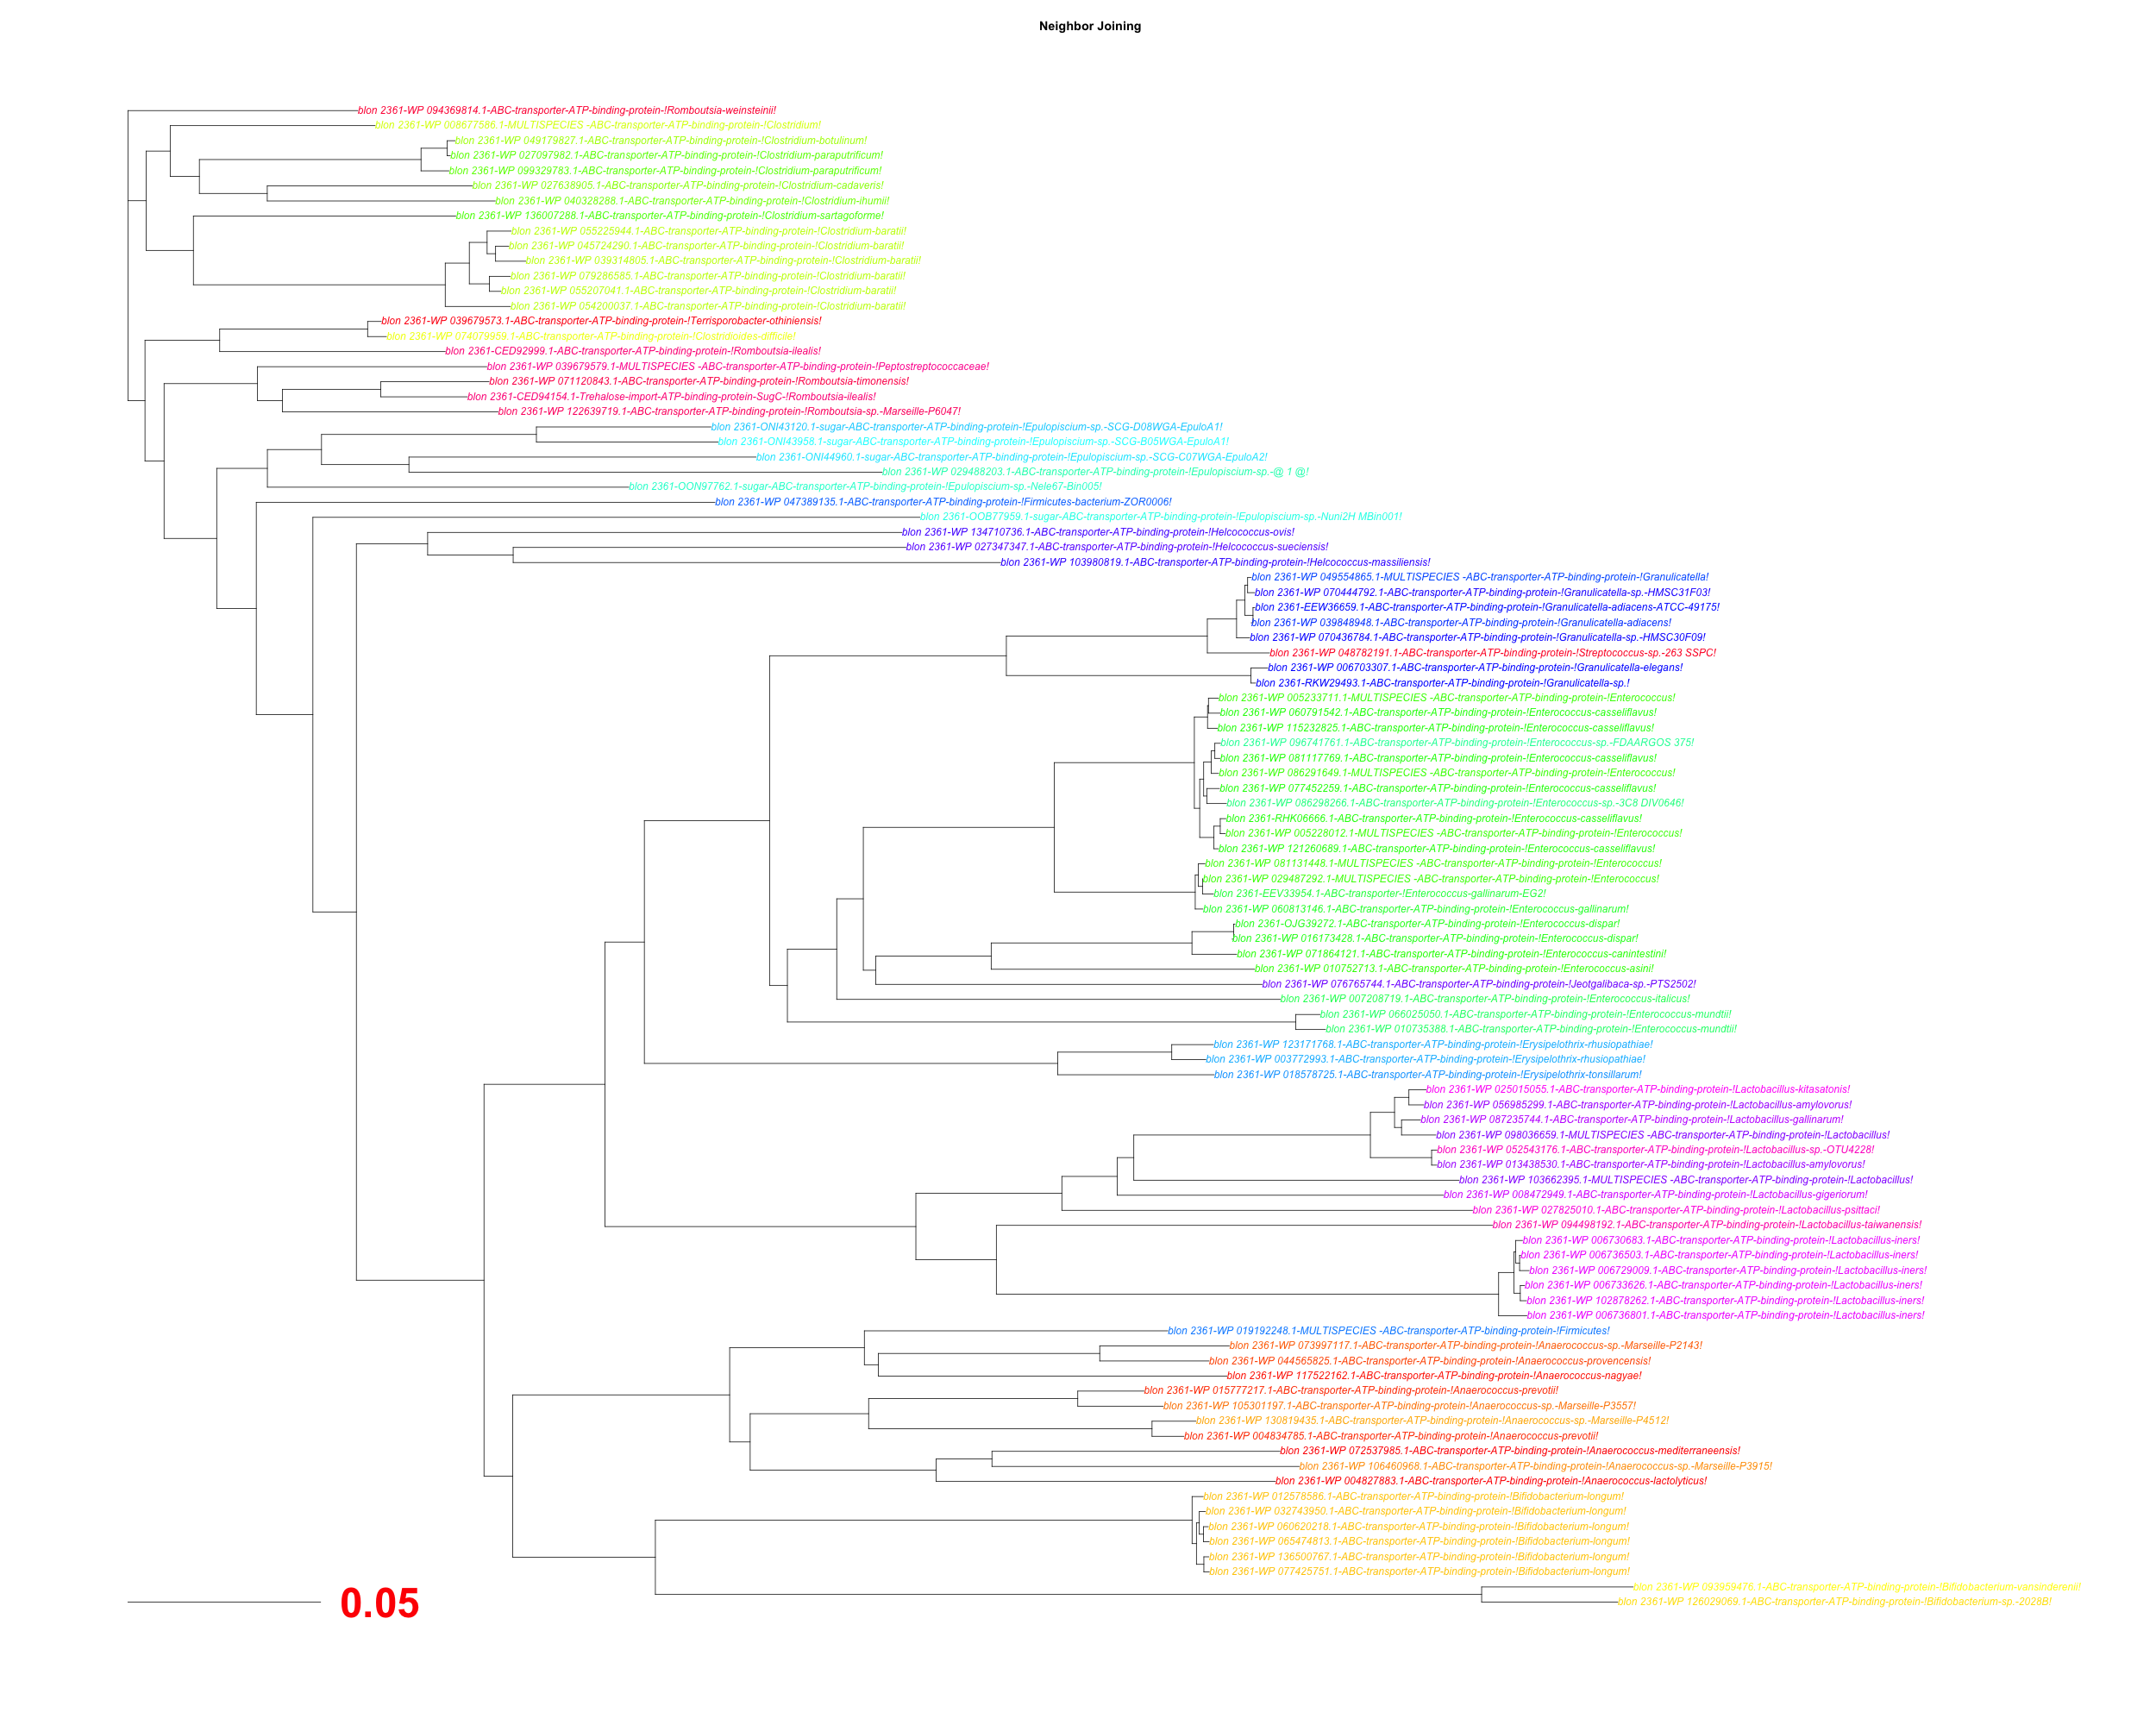 Neighbor Joining
blon 2361-WP 094369814.1-ABC-transporter-ATP-binding-protein-!Romboutsia-weinsteinii!
blon 2361-WP 008677586.1-MULTISPECIES -ABC-transporter-ATP-binding-protein-!Clostridium!
blon 2361-WP 049179827.1-ABC-transporter-ATP-binding-protein-!Clostridium-botulinum!
blon 2361-WP 027097982.1-ABC-transporter-ATP-binding-protein-!Clostridium-paraputrificum!
blon 2361-WP 099329783.1-ABC-transporter-ATP-binding-protein-!Clostridium-paraputrificum!
blon 2361-WP 027638905.1-ABC-transporter-ATP-binding-protein-!Clostridium-cadaveris!
blon 2361-WP 040328288.1-ABC-transporter-ATP-binding-protein-!Clostridium-ihumii!
blon 2361-WP 136007288.1-ABC-transporter-ATP-binding-protein-!Clostridium-sartagoforme!
blon 2361-WP 055225944.1-ABC-transporter-ATP-binding-protein-!Clostridium-baratii!
blon 2361-WP 045724290.1-ABC-transporter-ATP-binding-protein-!Clostridium-baratii!
blon 2361-WP 039314805.1-ABC-transporter-ATP-binding-protein-!Clostridium-baratii!
blon 2361-WP 079286585.1-ABC-transporter-ATP-binding-protein-!Clostridium-baratii!
blon 2361-WP 055207041.1-ABC-transporter-ATP-binding-protein-!Clostridium-baratii!
blon 2361-WP 054200037.1-ABC-transporter-ATP-binding-protein-!Clostridium-baratii!
blon 2361-WP 039679573.1-ABC-transporter-ATP-binding-protein-!Terrisporobacter-othiniensis!
blon 2361-WP 074079959.1-ABC-transporter-ATP-binding-protein-!Clostridioides-difficile!
blon 2361-CED92999.1-ABC-transporter-ATP-binding-protein-!Romboutsia-ilealis!
blon 2361-WP 039679579.1-MULTISPECIES -ABC-transporter-ATP-binding-protein-!Peptostreptococcaceae!
blon 2361-WP 071120843.1-ABC-transporter-ATP-binding-protein-!Romboutsia-timonensis!
blon 2361-CED94154.1-Trehalose-import-ATP-binding-protein-SugC-!Romboutsia-ilealis!
blon 2361-WP 122639719.1-ABC-transporter-ATP-binding-protein-!Romboutsia-sp.-Marseille-P6047!
blon 2361-ONI43120.1-sugar-ABC-transporter-ATP-binding-protein-!Epulopiscium-sp.-SCG-D08WGA-EpuloA1!
blon 2361-ONI43958.1-sugar-ABC-transporter-ATP-binding-protein-!Epulopiscium-sp.-SCG-B05WGA-EpuloA1!
blon 2361-ONI44960.1-sugar-ABC-transporter-ATP-binding-protein-!Epulopiscium-sp.-SCG-C07WGA-EpuloA2!
blon 2361-WP 029488203.1-ABC-transporter-ATP-binding-protein-!Epulopiscium-sp.-@ 1 @!
blon 2361-OON97762.1-sugar-ABC-transporter-ATP-binding-protein-!Epulopiscium-sp.-Nele67-Bin005!
blon 2361-WP 047389135.1-ABC-transporter-ATP-binding-protein-!Firmicutes-bacterium-ZOR0006!
blon 2361-OOB77959.1-sugar-ABC-transporter-ATP-binding-protein-!Epulopiscium-sp.-Nuni2H MBin001!
blon 2361-WP 134710736.1-ABC-transporter-ATP-binding-protein-!Helcococcus-ovis!
blon 2361-WP 027347347.1-ABC-transporter-ATP-binding-protein-!Helcococcus-sueciensis!
blon 2361-WP 103980819.1-ABC-transporter-ATP-binding-protein-!Helcococcus-massiliensis!
blon 2361-WP 049554865.1-MULTISPECIES -ABC-transporter-ATP-binding-protein-!Granulicatella!
blon 2361-WP 070444792.1-ABC-transporter-ATP-binding-protein-!Granulicatella-sp.-HMSC31F03!
blon 2361-EEW36659.1-ABC-transporter-ATP-binding-protein-!Granulicatella-adiacens-ATCC-49175!
blon 2361-WP 039848948.1-ABC-transporter-ATP-binding-protein-!Granulicatella-adiacens!
blon 2361-WP 070436784.1-ABC-transporter-ATP-binding-protein-!Granulicatella-sp.-HMSC30F09!
blon 2361-WP 048782191.1-ABC-transporter-ATP-binding-protein-!Streptococcus-sp.-263 SSPC!
blon 2361-WP 006703307.1-ABC-transporter-ATP-binding-protein-!Granulicatella-elegans!
blon 2361-RKW29493.1-ABC-transporter-ATP-binding-protein-!Granulicatella-sp.!
blon 2361-WP 005233711.1-MULTISPECIES -ABC-transporter-ATP-binding-protein-!Enterococcus!
blon 2361-WP 060791542.1-ABC-transporter-ATP-binding-protein-!Enterococcus-casseliflavus!
blon 2361-WP 115232825.1-ABC-transporter-ATP-binding-protein-!Enterococcus-casseliflavus!
blon 2361-WP 096741761.1-ABC-transporter-ATP-binding-protein-!Enterococcus-sp.-FDAARGOS 375!
blon 2361-WP 081117769.1-ABC-transporter-ATP-binding-protein-!Enterococcus-casseliflavus!
blon 2361-WP 086291649.1-MULTISPECIES -ABC-transporter-ATP-binding-protein-!Enterococcus!
blon 2361-WP 077452259.1-ABC-transporter-ATP-binding-protein-!Enterococcus-casseliflavus!
blon 2361-WP 086298266.1-ABC-transporter-ATP-binding-protein-!Enterococcus-sp.-3C8 DIV0646!
blon 2361-RHK06666.1-ABC-transporter-ATP-binding-protein-!Enterococcus-casseliflavus!
blon 2361-WP 005228012.1-MULTISPECIES -ABC-transporter-ATP-binding-protein-!Enterococcus!
blon 2361-WP 121260689.1-ABC-transporter-ATP-binding-protein-!Enterococcus-casseliflavus!
blon 2361-WP 081131448.1-MULTISPECIES -ABC-transporter-ATP-binding-protein-!Enterococcus!
blon 2361-WP 029487292.1-MULTISPECIES -ABC-transporter-ATP-binding-protein-!Enterococcus!
blon 2361-EEV33954.1-ABC-transporter-!Enterococcus-gallinarum-EG2!
blon 2361-WP 060813146.1-ABC-transporter-ATP-binding-protein-!Enterococcus-gallinarum!
blon 2361-OJG39272.1-ABC-transporter-ATP-binding-protein-!Enterococcus-dispar!
blon 2361-WP 016173428.1-ABC-transporter-ATP-binding-protein-!Enterococcus-dispar!
blon 2361-WP 071864121.1-ABC-transporter-ATP-binding-protein-!Enterococcus-canintestini!
blon 2361-WP 010752713.1-ABC-transporter-ATP-binding-protein-!Enterococcus-asini!
blon 2361-WP 076765744.1-ABC-transporter-ATP-binding-protein-!Jeotgalibaca-sp.-PTS2502!
blon 2361-WP 007208719.1-ABC-transporter-ATP-binding-protein-!Enterococcus-italicus!
blon 2361-WP 066025050.1-ABC-transporter-ATP-binding-protein-!Enterococcus-mundtii!
blon 2361-WP 010735388.1-ABC-transporter-ATP-binding-protein-!Enterococcus-mundtii!
blon 2361-WP 123171768.1-ABC-transporter-ATP-binding-protein-!Erysipelothrix-rhusiopathiae!
blon 2361-WP 003772993.1-ABC-transporter-ATP-binding-protein-!Erysipelothrix-rhusiopathiae!
blon 2361-WP 018578725.1-ABC-transporter-ATP-binding-protein-!Erysipelothrix-tonsillarum!
blon 2361-WP 025015055.1-ABC-transporter-ATP-binding-protein-!Lactobacillus-kitasatonis!
blon 2361-WP 056985299.1-ABC-transporter-ATP-binding-protein-!Lactobacillus-amylovorus!
blon 2361-WP 087235744.1-ABC-transporter-ATP-binding-protein-!Lactobacillus-gallinarum!
blon 2361-WP 098036659.1-MULTISPECIES -ABC-transporter-ATP-binding-protein-!Lactobacillus!
blon 2361-WP 052543176.1-ABC-transporter-ATP-binding-protein-!Lactobacillus-sp.-OTU4228!
blon 2361-WP 013438530.1-ABC-transporter-ATP-binding-protein-!Lactobacillus-amylovorus!
blon 2361-WP 103662395.1-MULTISPECIES -ABC-transporter-ATP-binding-protein-!Lactobacillus!
blon 2361-WP 008472949.1-ABC-transporter-ATP-binding-protein-!Lactobacillus-gigeriorum!
blon 2361-WP 027825010.1-ABC-transporter-ATP-binding-protein-!Lactobacillus-psittaci!
blon 2361-WP 094498192.1-ABC-transporter-ATP-binding-protein-!Lactobacillus-taiwanensis!
blon 2361-WP 006730683.1-ABC-transporter-ATP-binding-protein-!Lactobacillus-iners!
blon 2361-WP 006736503.1-ABC-transporter-ATP-binding-protein-!Lactobacillus-iners!
blon 2361-WP 006729009.1-ABC-transporter-ATP-binding-protein-!Lactobacillus-iners!
blon 2361-WP 006733626.1-ABC-transporter-ATP-binding-protein-!Lactobacillus-iners!
blon 2361-WP 102878262.1-ABC-transporter-ATP-binding-protein-!Lactobacillus-iners!
blon 2361-WP 006736801.1-ABC-transporter-ATP-binding-protein-!Lactobacillus-iners!
blon 2361-WP 019192248.1-MULTISPECIES -ABC-transporter-ATP-binding-protein-!Firmicutes!
blon 2361-WP 073997117.1-ABC-transporter-ATP-binding-protein-!Anaerococcus-sp.-Marseille-P2143!
blon 2361-WP 044565825.1-ABC-transporter-ATP-binding-protein-!Anaerococcus-provencensis!
blon 2361-WP 117522162.1-ABC-transporter-ATP-binding-protein-!Anaerococcus-nagyae!
blon 2361-WP 015777217.1-ABC-transporter-ATP-binding-protein-!Anaerococcus-prevotii!
blon 2361-WP 105301197.1-ABC-transporter-ATP-binding-protein-!Anaerococcus-sp.-Marseille-P3557!
blon 2361-WP 130819435.1-ABC-transporter-ATP-binding-protein-!Anaerococcus-sp.-Marseille-P4512!
blon 2361-WP 004834785.1-ABC-transporter-ATP-binding-protein-!Anaerococcus-prevotii!
blon 2361-WP 072537985.1-ABC-transporter-ATP-binding-protein-!Anaerococcus-mediterraneensis!
blon 2361-WP 106460968.1-ABC-transporter-ATP-binding-protein-!Anaerococcus-sp.-Marseille-P3915!
blon 2361-WP 004827883.1-ABC-transporter-ATP-binding-protein-!Anaerococcus-lactolyticus!
blon 2361-WP 012578586.1-ABC-transporter-ATP-binding-protein-!Bifidobacterium-longum!
blon 2361-WP 032743950.1-ABC-transporter-ATP-binding-protein-!Bifidobacterium-longum!
blon 2361-WP 060620218.1-ABC-transporter-ATP-binding-protein-!Bifidobacterium-longum!
blon 2361-WP 065474813.1-ABC-transporter-ATP-binding-protein-!Bifidobacterium-longum!
blon 2361-WP 136500767.1-ABC-transporter-ATP-binding-protein-!Bifidobacterium-longum!
blon 2361-WP 077425751.1-ABC-transporter-ATP-binding-protein-!Bifidobacterium-longum!
blon 2361-WP 093959476.1-ABC-transporter-ATP-binding-protein-!Bifidobacterium-vansinderenii!
blon 2361-WP 126029069.1-ABC-transporter-ATP-binding-protein-!Bifidobacterium-sp.-2028B!
0.05